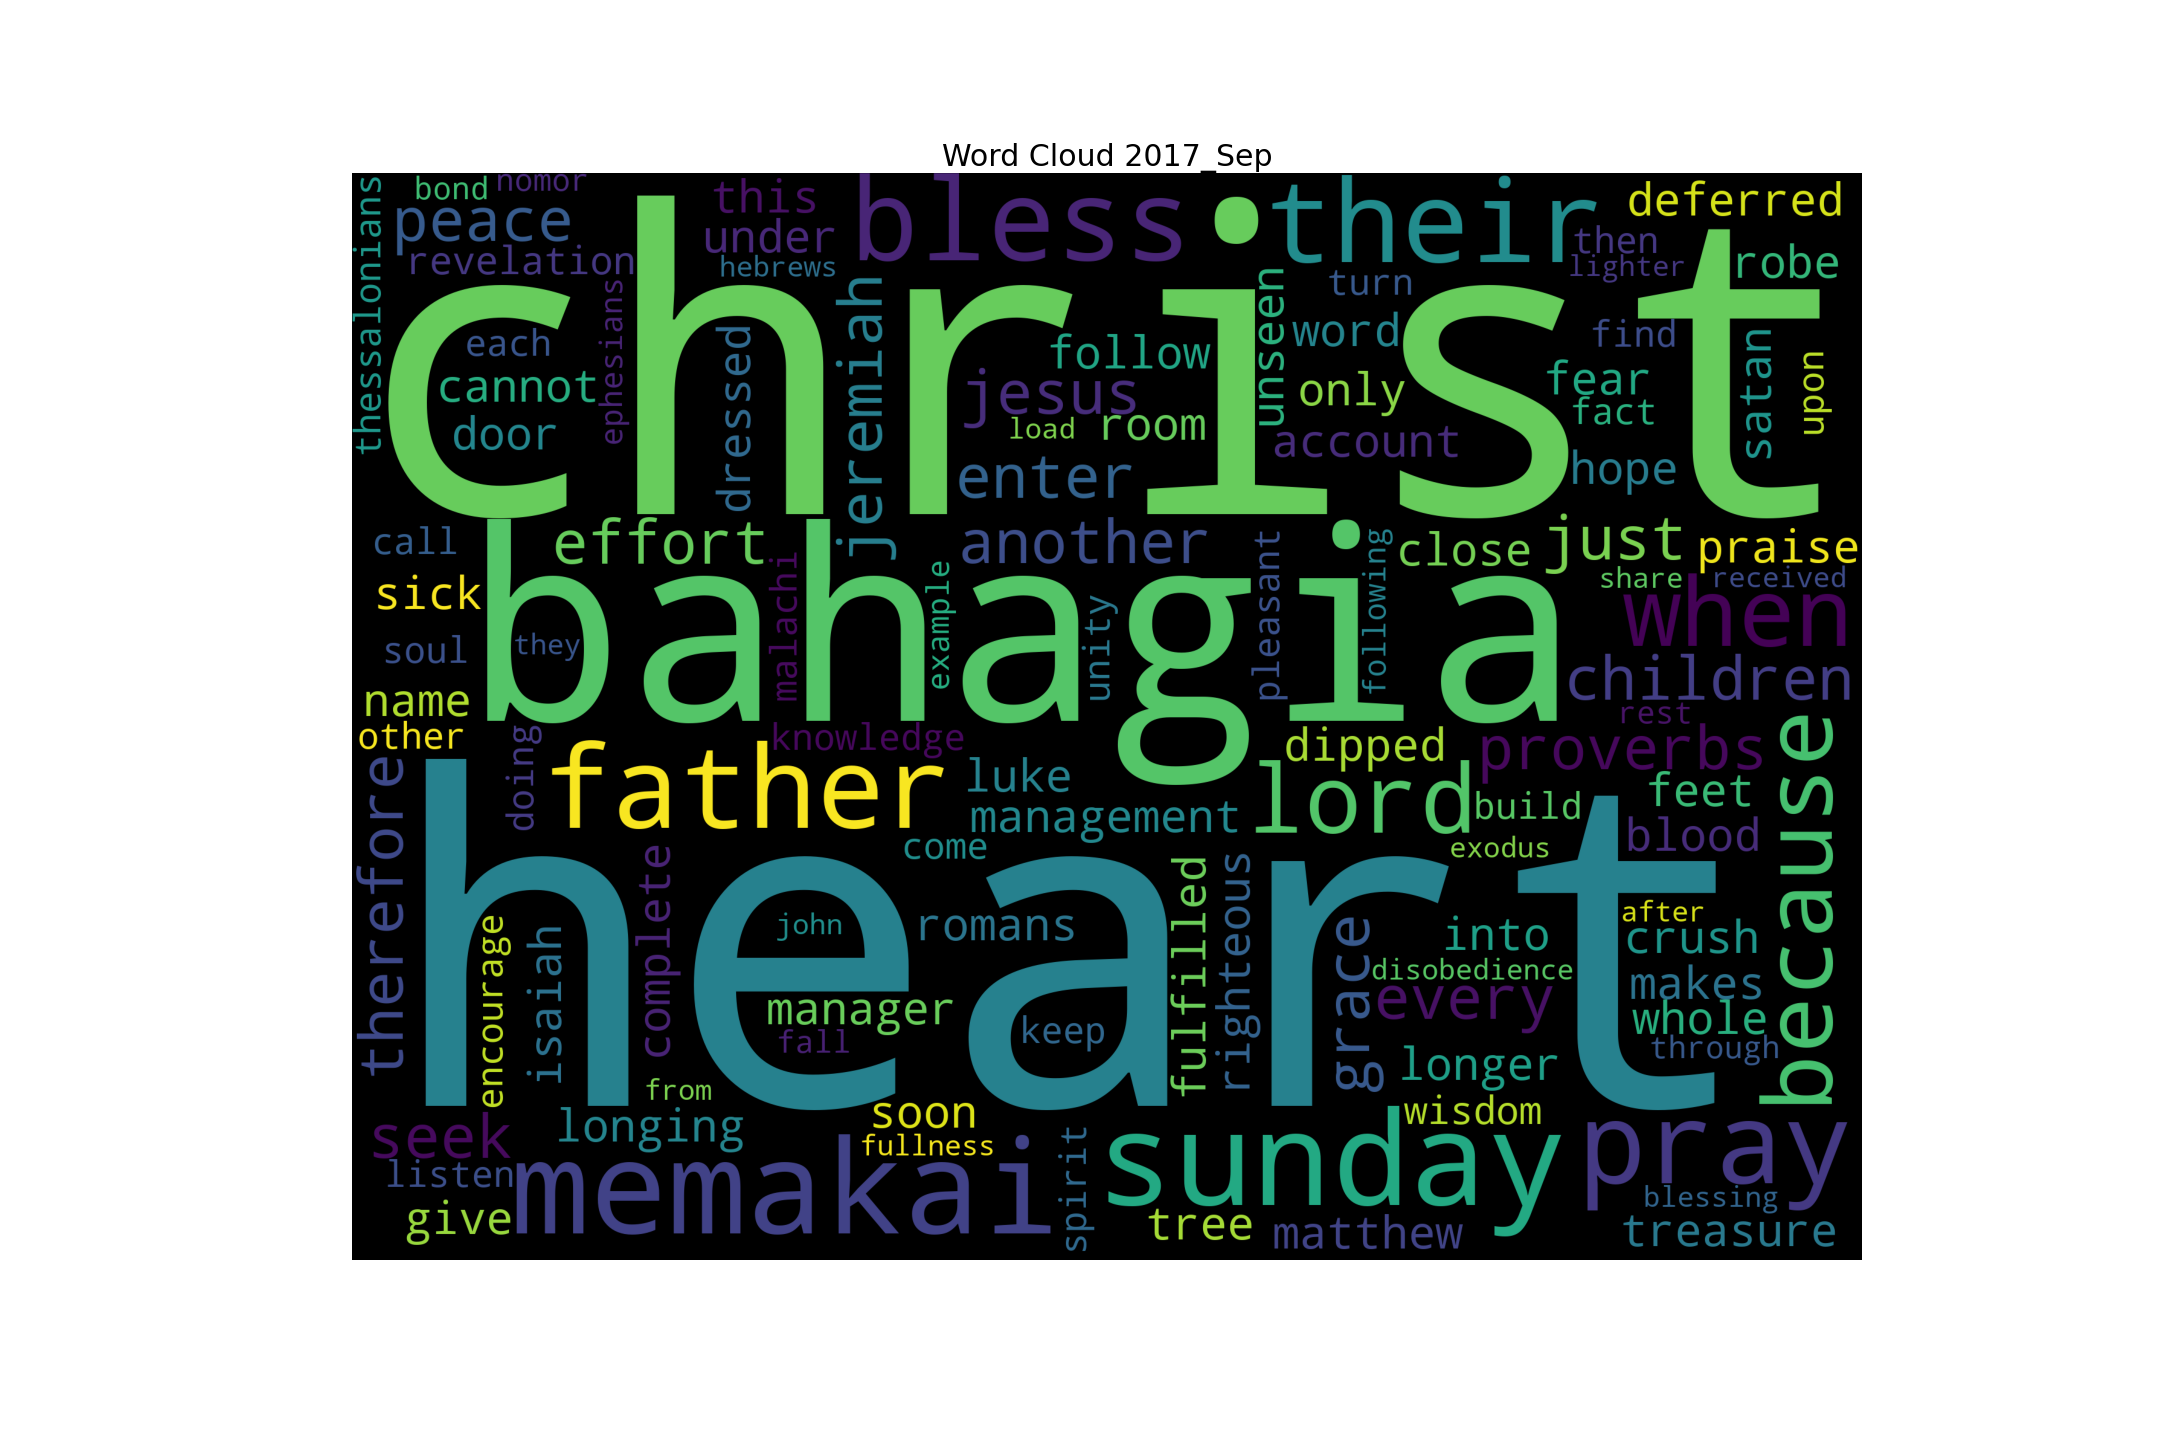 Word Cloud 2017_Sep
thessalonians
bond
nomor
peace
revelation
this
under
hebrews
bless
their
deferred
then
lighter
robe
christ
each
cannot
door
ephesians
dressed
jeremiah
follow
jesus
load
room
enter
unseen
turn
word
only
account
find
fear
fact
hope
satan
upon
call
effort
another
close
just
praise
share
received
sick
bahagia
malachi
example
unity
pleasant
following
when
soul
they
children
name
other
doing
knowledge
rest
dipped
proverbs
because
therefore
father
luke
management
come
lord
build
exodus
feet
blood
heart
encourage
isaiah
complete
john
romans
manager
fall
keep
fulfilled
righteous
grace
into
disobedience
every
longer
after
crush
makes
whole
through
from
longing
soon
fullness
wisdom
seek
listen
give
memakai
spirit
sunday
tree
matthew
pray
blessing
treasure